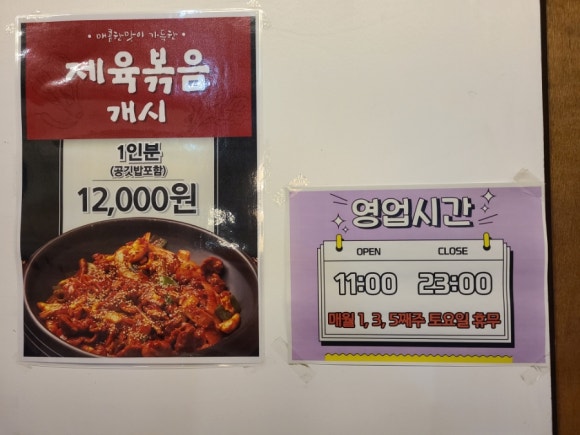 매콤한맛이 가득한
제육볶음
개시
1인분
(공깃밥포함)
12,000원
영업시간
OPEN CLOSE
11:00 23:00
매월 1, 3, 5째주 토요일 휴무